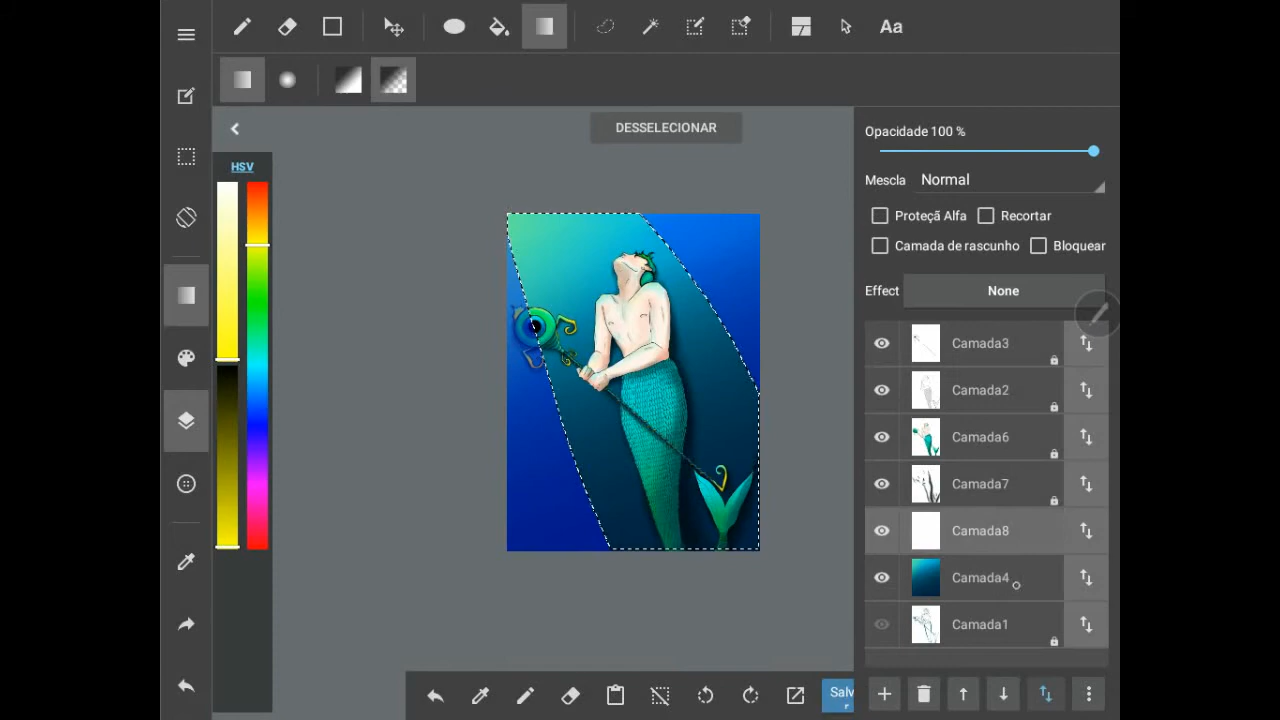 Aa
DESSELECIONAR
HSV
Opacidade 100 %
Mescla Normal
Proteçã Alfa Recortar
Camada de rascunho Bloquear
Effect None
Camada3
Camada2
Camada6
Camada7
Camada8
Camada4
Camada1
Salv
r